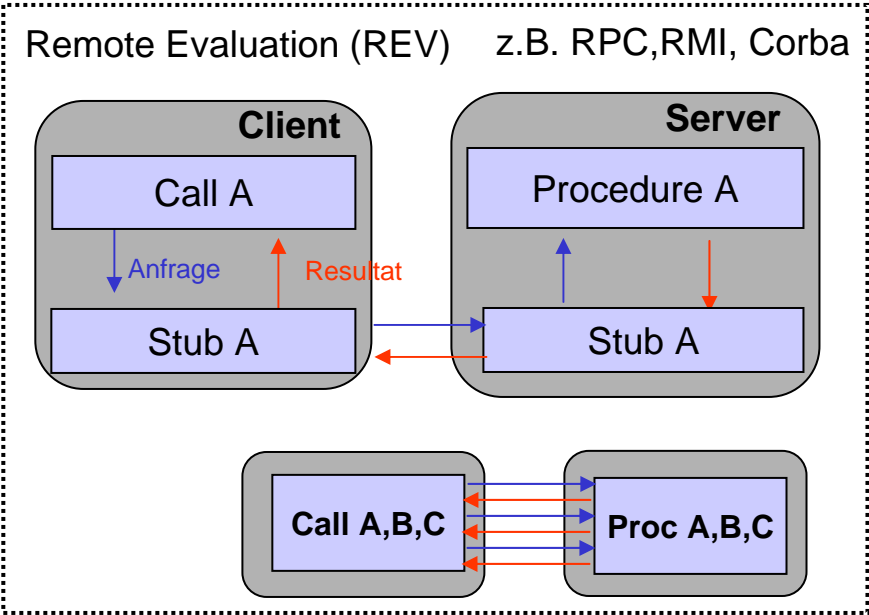 Remote Evaluation (REV) z.B. RPC,RMI, Corba
Client
Server
Call A
Procedure A
Anfrage
Resultat
Stub A
Stub A
Call A,B,C
Proc A,B,C